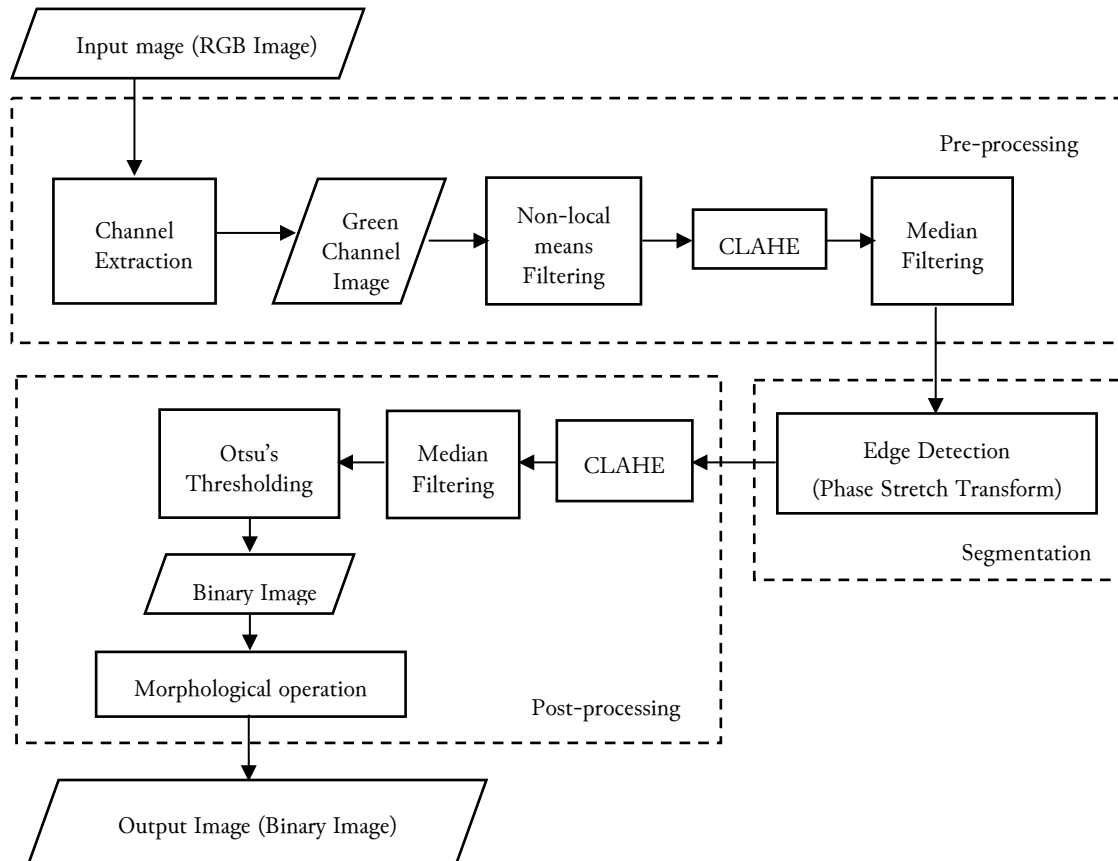 Input mage (RGB Image)
Pre-processing
Channel
Extraction
Green
Channel
Image
Non-local
means
Filtering
CLAHE
Median
Filtering
Edge Detection
(Phase Stretch Transform)
Segmentation
CLAHE
Median
Filtering
Otsu's
Thresholding
Binary Image
Morphological operation
Post-processing
Output Image (Binary Image)